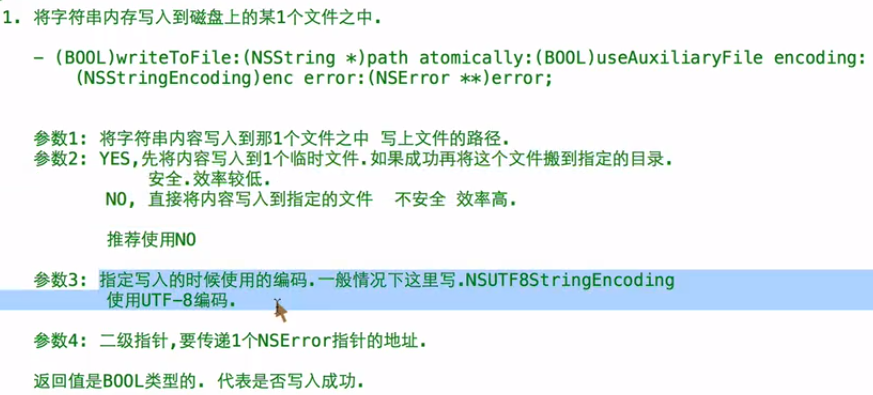 1. 将字符串内存写入到磁盘上的某1个文件之中.
- (BOOL)writeToFile:(NSString *)path atomically:(BOOL)useAuxiliaryFile encoding:
(NSStringEncoding)enc error:(NSError **)error;
参数1: 将字符串内容写入到那1个文件之中 写上文件的路径.
参数2: YES,先将内容写入到1个临时文件.如果成功再将这个文件搬到指定的目录.
安全.效率较低.
NO, 直接将内容写入到指定的文件 不安全 效率高.
推荐使用NO
参数3: 指定写入的时候使用的编码.一般情况下这里写.NSUTF8StringEncoding
使用UTF-8编码.
参数4: 二级指针,要传递1个NSError指针的地址.
返回值是BOOL类型的. 代表是否写入成功.